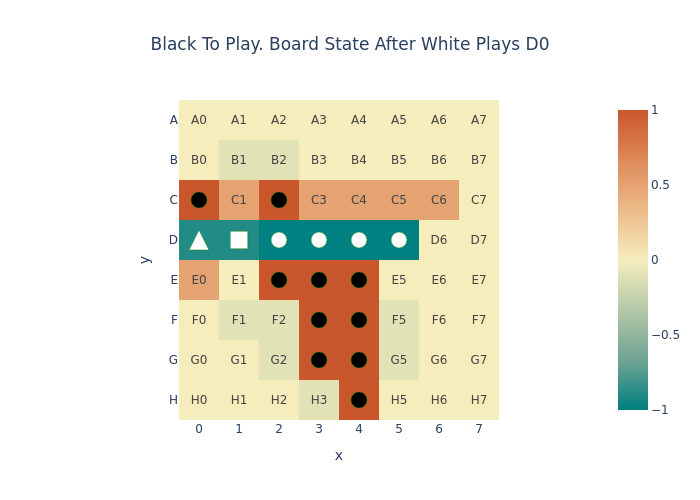 Black To Play. Board State After White Plays D0
A A0 A1 A2 A3 A4 A5 A6 A7
B B0 B1 B2 B3 B4 B5 B6 B7
C C1 C3 C4 C5 C6 C7
D D6 D7
E E0 E1 E5 E6 E7
F F0 F1 F2 F5 F6 F7
G G0 G1 G2 G5 G6 G7
H H0 H1 H2 H3 H5 H6 H7
0 1 2 3 4 5 6 7
x
y
1
0.5
0
−0.5
−1